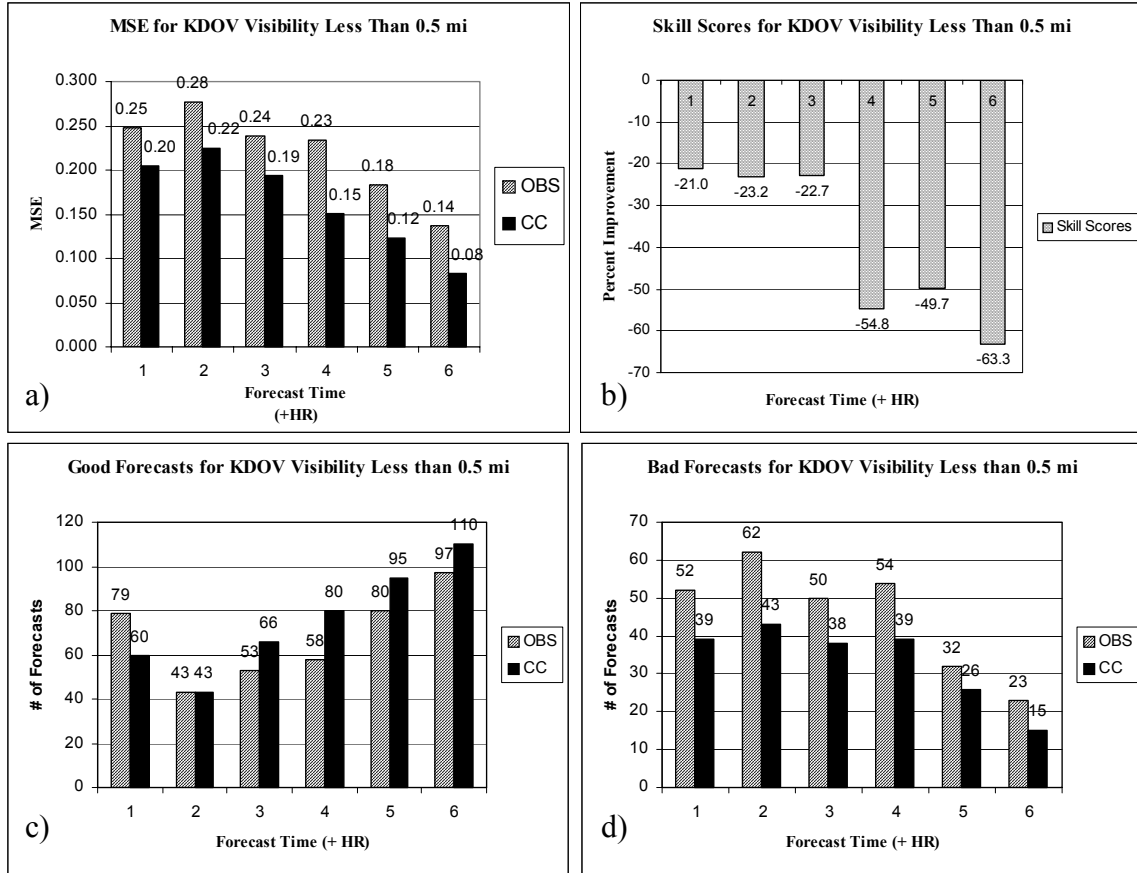 MSE for KDOV Visibility Less Than 0.5 mi
0.300
0.250
0.200
0.150
0.100
0.050
0.000
MSE
0.25
0.20
0.28
0.22
0.24
0.19
0.23
0.15
0.18
0.12
0.14
0.08
1 2 3 4 5 6
Forecast Time
(+HR)
OBS
CC
a)
Skill Scores for KDOV Visibility Less Than 0.5 mi
0
-10
-20
-30
-40
-50
-60
-70
Percent Improvement
1 2 3 4 5 6
-21.0
-23.2
-22.7
-54.8
-49.7
-63.3
Skill Scores
Forecast Time (+ HR)
b)
Good Forecasts for KDOV Visibility Less than 0.5 mi
120
100
80
60
40
20
0
# of Forecasts
79
60
43
43
53
66
58
80
80
95
97
110
1 2 3 4 5 6
Forecast Time (+ HR)
OBS
CC
c)
Bad Forecasts for KDOV Visibility Less than 0.5 mi
70
60
50
40
30
20
10
0
# of Forecasts
52
39
62
43
50
38
54
39
32
26
23
15
1 2 3 4 5 6
Forecast Time (+ HR)
OBS
CC
d)